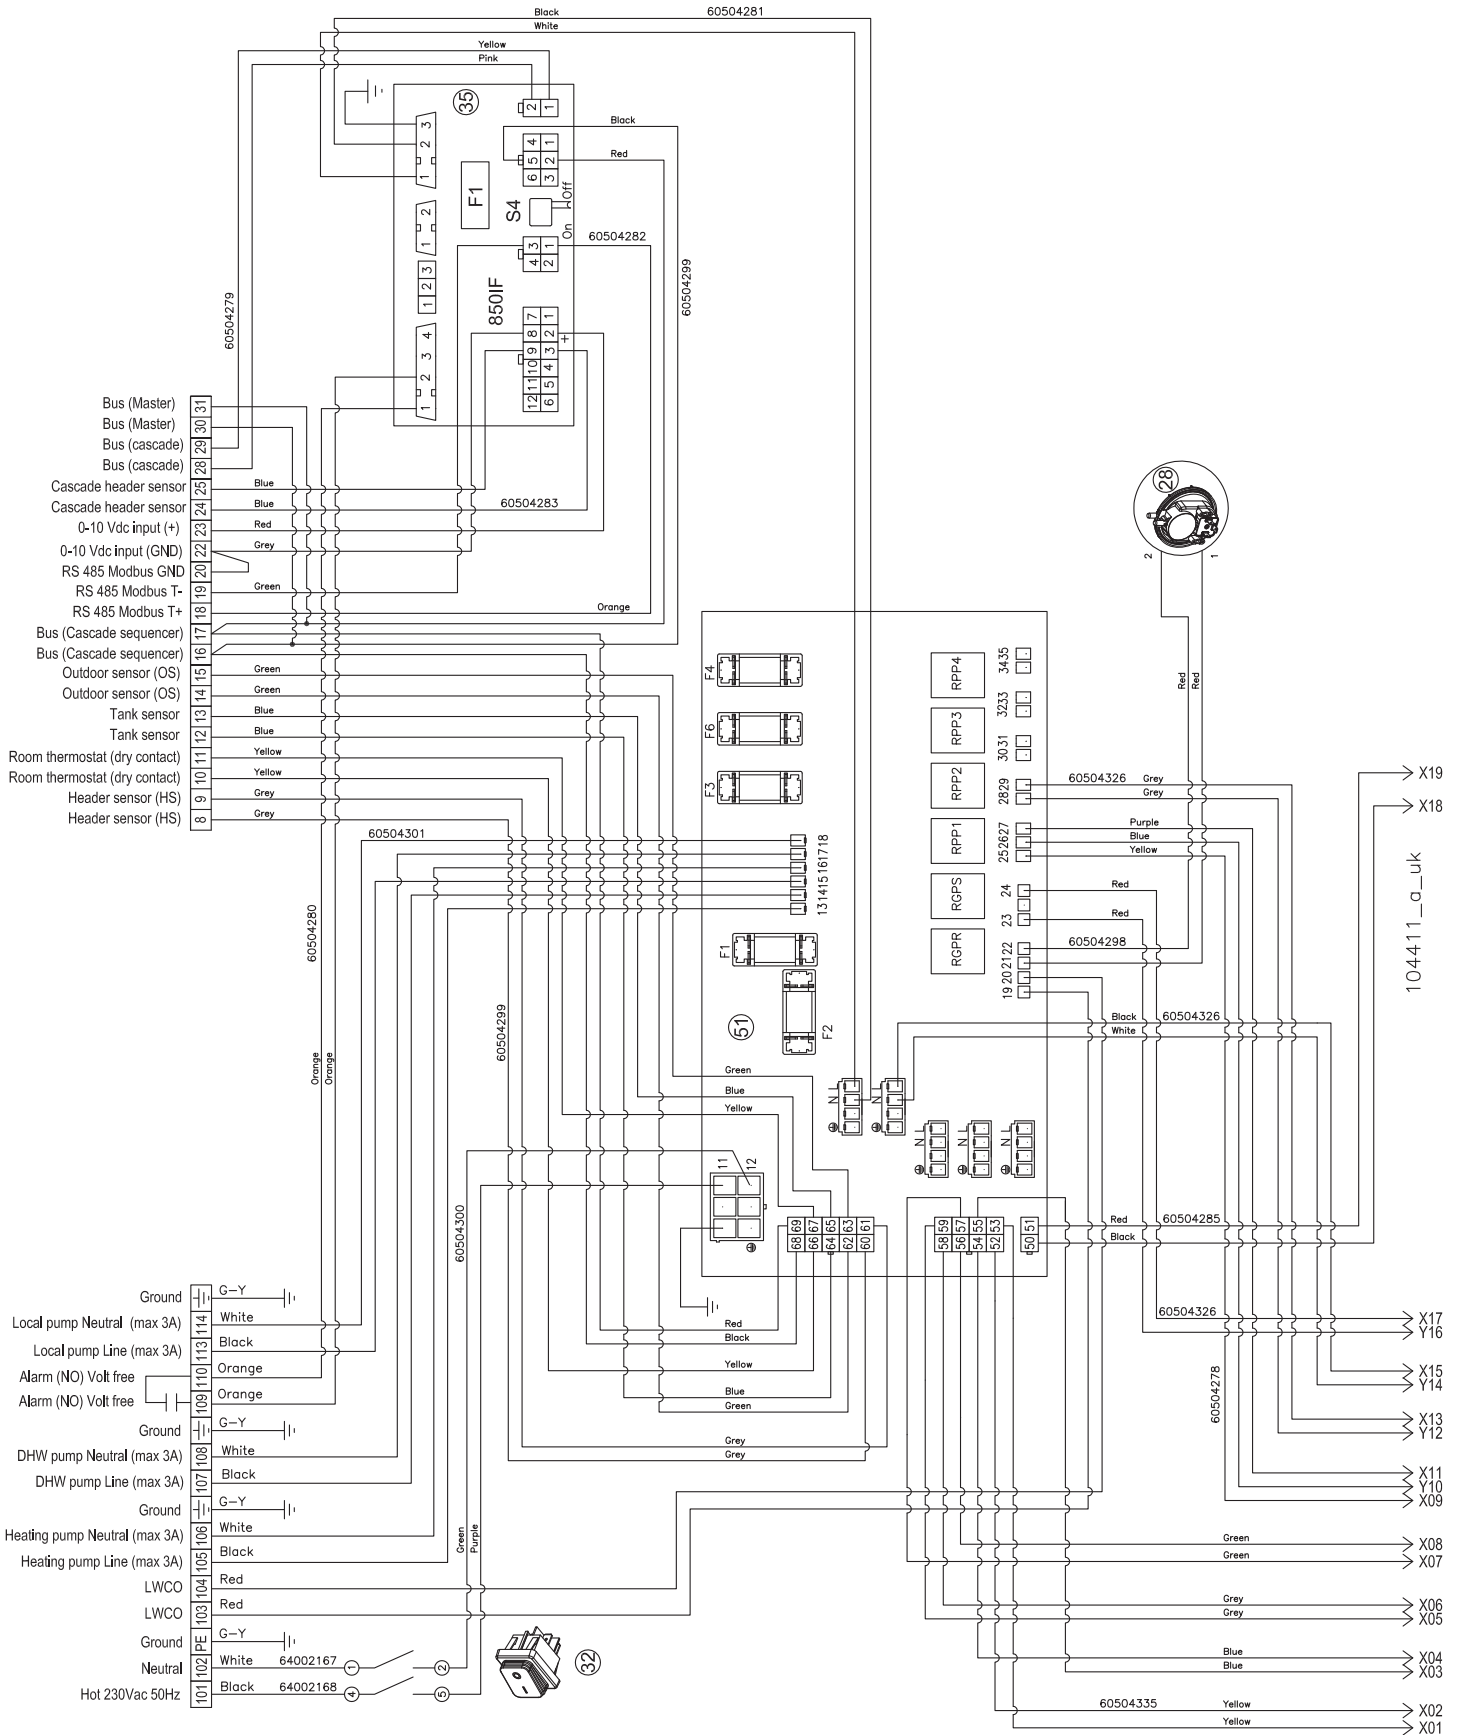 Black 60504281
White
Yellow
Pink
35
F1
S4
On
Off
850IF
1 2 3
1 2
1 2 3
1 2 3 4
2 1
4 1
5 2
6 3
3 1
4 2
7 1
8 2
9 3
10 4
11 5
12 6
+
Black
Red
60504282
60504299
60504279
Bus (Master) 31
Bus (Master) 30
Bus (cascade) 29
Bus (cascade) 28
Cascade header sensor 25 Blue
Cascade header sensor 24 Blue 60504283
0-10 Vdc input (+) 23 Red
0-10 Vdc input (GND) 22 Grey
RS 485 Modbus GND 20
RS 485 Modbus T- 19 Green
RS 485 Modbus T+ 18 Orange
Bus (Cascade sequencer) 17
Bus (Cascade sequencer) 16
Outdoor sensor (OS) 15 Green
Outdoor sensor (OS) 14 Green
Tank sensor 13 Blue
Tank sensor 12 Blue
Room thermostat (dry contact) 11 Yellow
Room thermostat (dry contact) 10 Yellow
Header sensor (HS) 9 Grey
Header sensor (HS) 8 Grey
60504301
60504280
60504299
Orange
Orange
60504300
28
2
1
Red
Red
F4
F6
F3
F1
F2
51
131415161718
RPP4
RPP3
RPP2
RPP1
RGPS
RGPR
3435
3233
3031
2829
252627
24
23
19202122
60504326 Grey
Grey
Purple
Blue
Yellow
Red
Red
60504298
Black 60504326
White
Green
Blue
Yellow
N L
N L
N L
N L
N L
11
12
68 69
66 67
64 65
62 63
60 61
58 59
56 57
54 55
52 53
50 51
Red 60504285
Black
Red
Black
Yellow
Blue
Green
Grey
Grey
60504326
60504278
X19
X18
104411_a_uk
X17
Y16
X15
Y14
X13
Y12
X11
Y10
X09
Green X08
Green X07
Grey X06
Grey X05
Blue X04
Blue X03
60504335 Yellow X02
Yellow X01
Ground G-Y
Local pump Neutral (max 3A) 114 White
Local pump Line (max 3A) 113 Black
Alarm (NO) Volt free 110 Orange
Alarm (NO) Volt free 109 Orange
Ground G-Y
DHW pump Neutral (max 3A) 108 White
DHW pump Line (max 3A) 107 Black
Ground G-Y
Heating pump Neutral (max 3A) 106 White
Heating pump Line (max 3A) 105 Black
LWCO 104 Red
LWCO 103 Red
Ground PE G-Y
Neutral 102 White 64002167 1 2
Hot 230Vac 50Hz 101 Black 64002168 4 5
Green
Purple
32